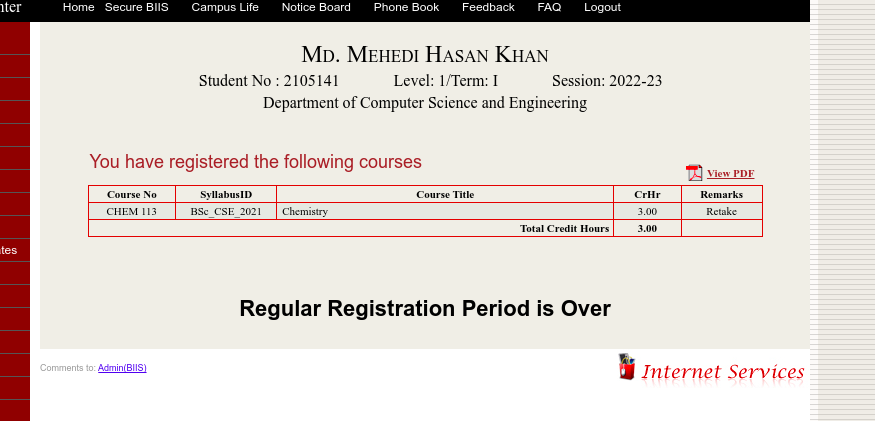 nter Home Secure BIIS Campus Life Notice Board Phone Book Feedback FAQ Logout
Md. Mehedi Hasan Khan
Student No : 2105141 Level: 1/Term: I Session: 2022-23
Department of Computer Science and Engineering
You have registered the following courses
View PDF
Course No SyllabusID Course Title CrHr Remarks
CHEM 113 BSc_CSE_2021 Chemistry 3.00 Retake
Total Credit Hours 3.00
ates
Regular Registration Period is Over
Comments to: Admin(BIIS)
Internet Services